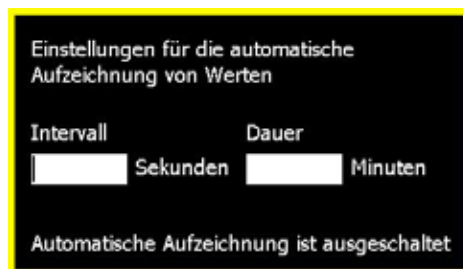 Einstellungen für die automatische
Aufzeichnung von Werten
Intervall Dauer
Sekunden Minuten
Automatische Aufzeichnung ist ausgeschaltet